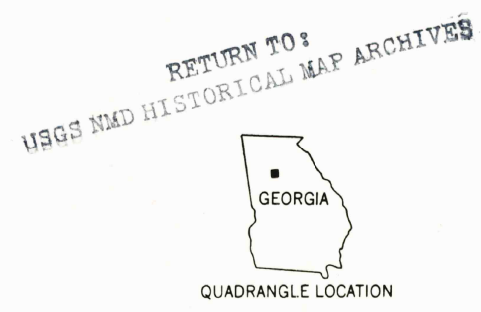 RETURN TO:
USGS NMD HISTORICAL MAP ARCHIVES
GEORGIA
QUADRANGLE LOCATION